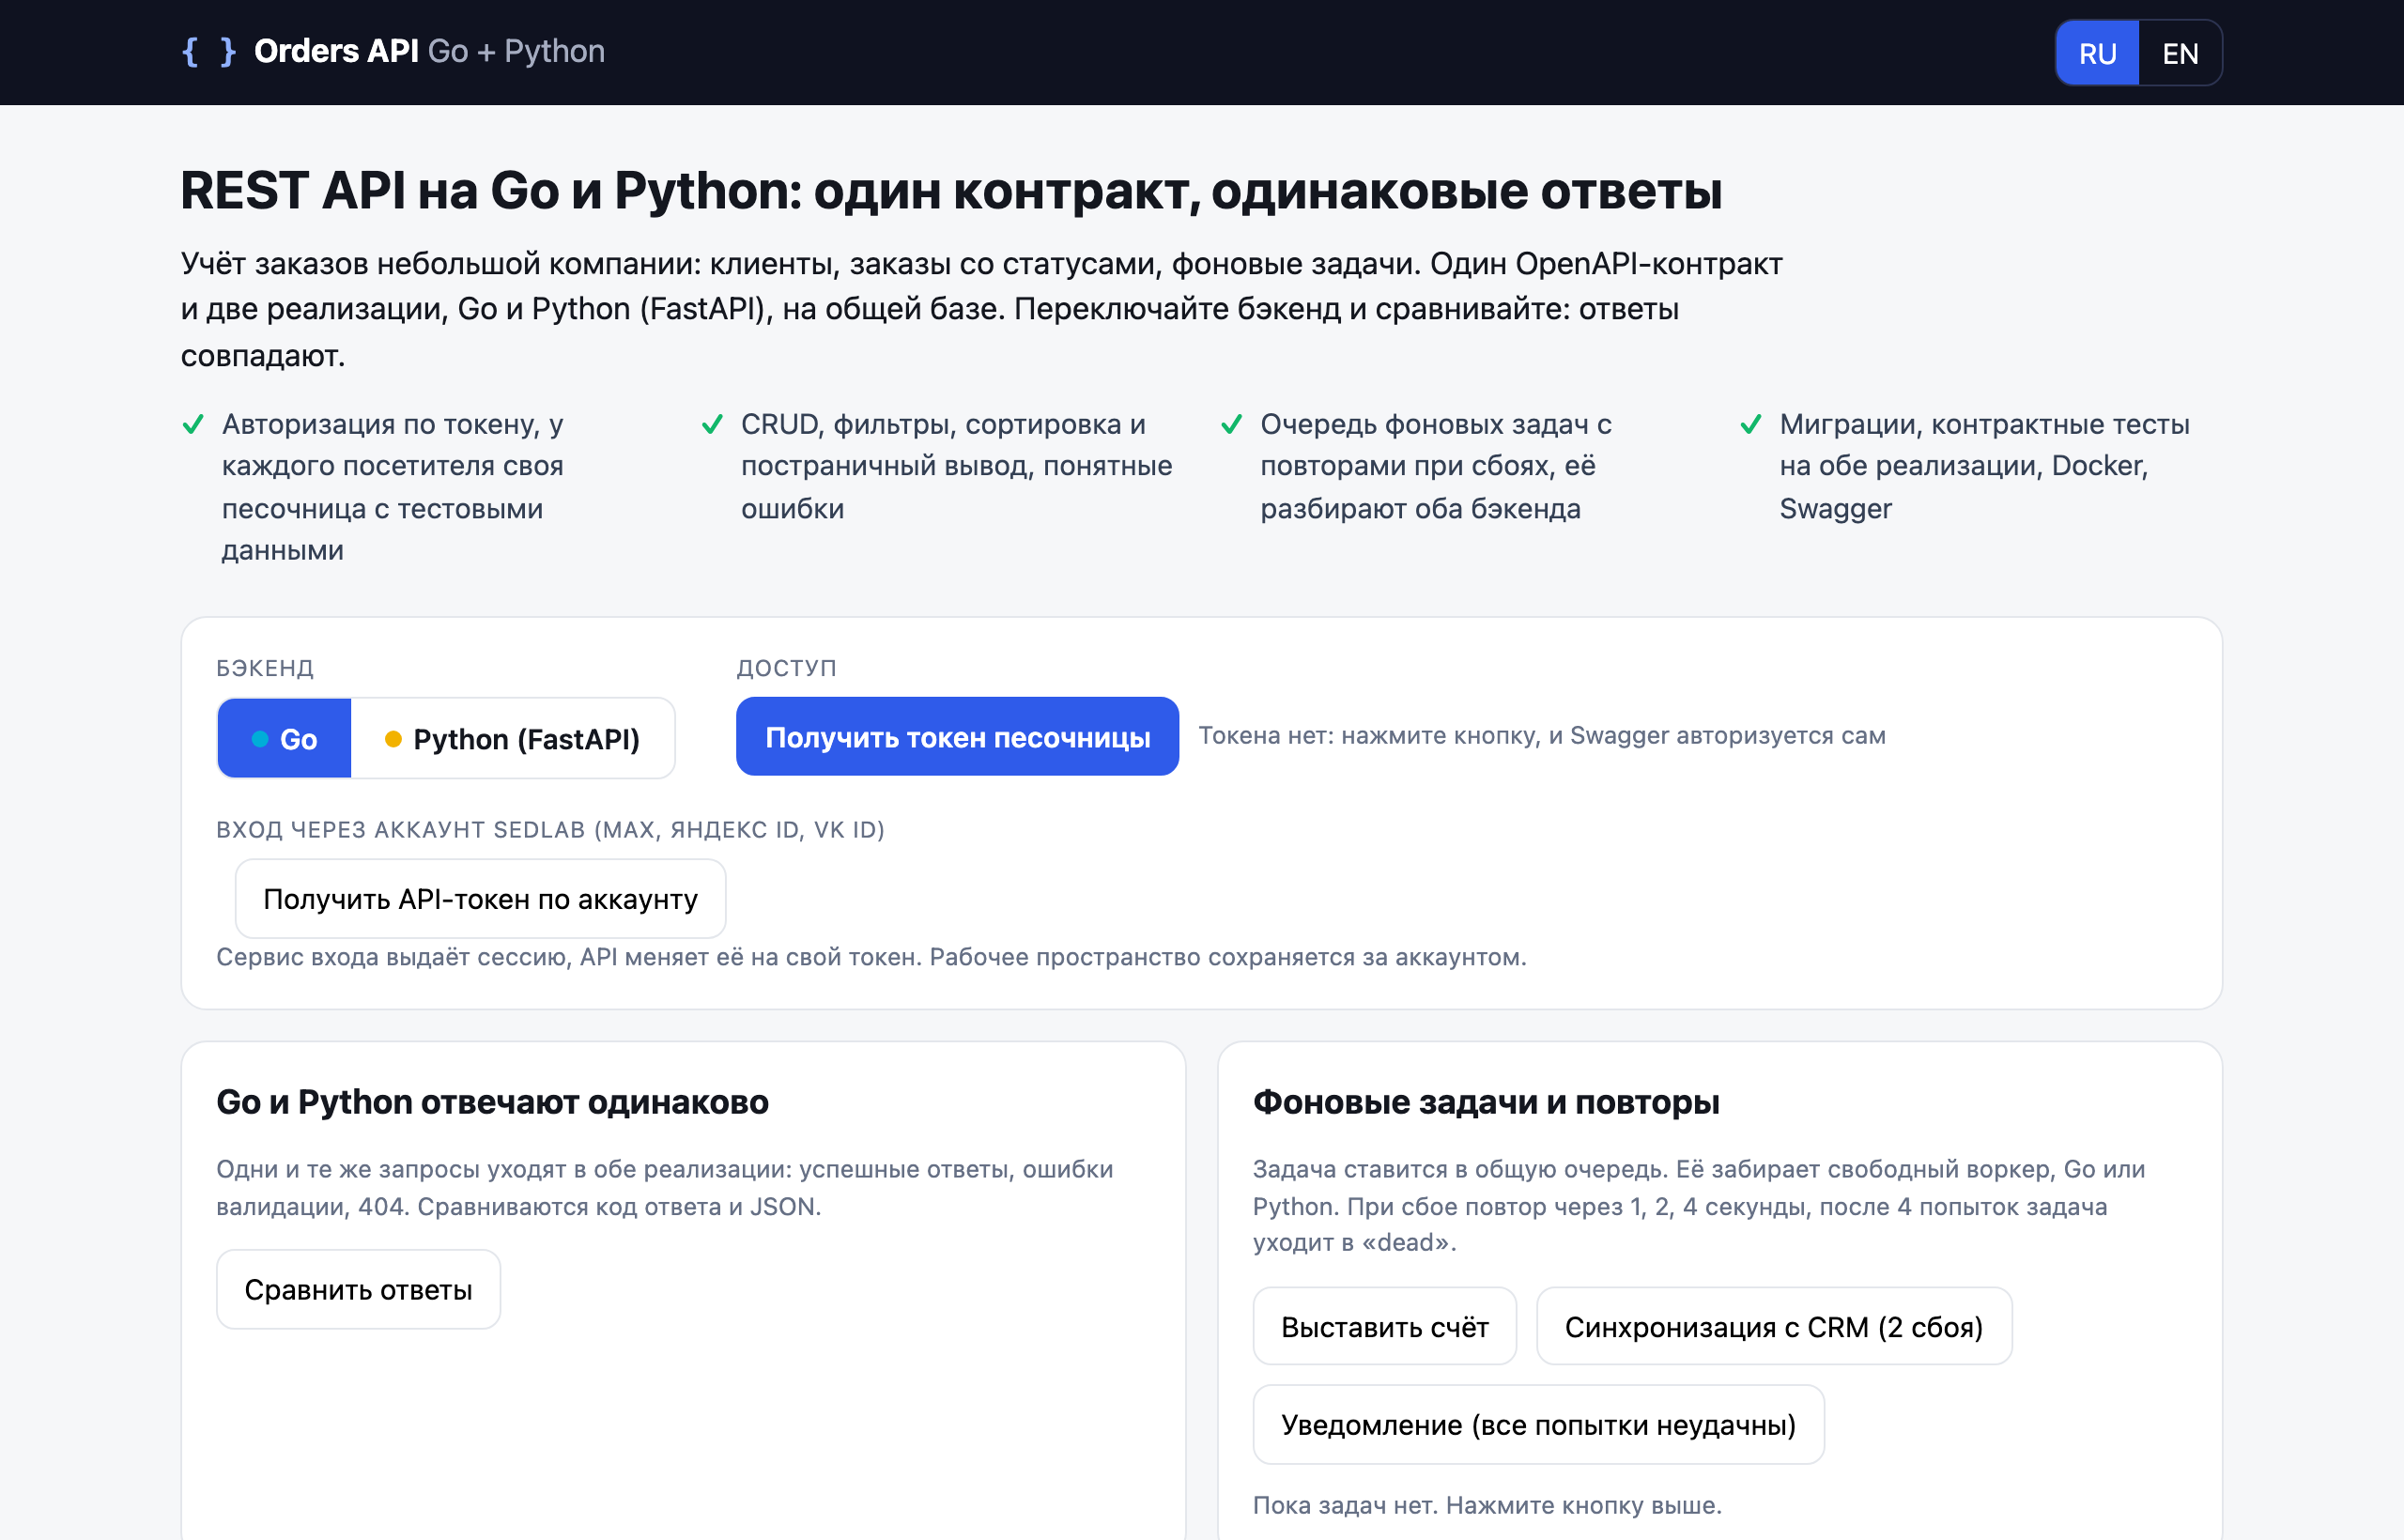 { } Orders API Go + Python
RU EN
REST API на Go и Python: один контракт, одинаковые ответы
Учёт заказов небольшой компании: клиенты, заказы со статусами, фоновые задачи. Один OpenAPI-контракт
и две реализации, Go и Python (FastAPI), на общей базе. Переключайте бэкенд и сравнивайте: ответы
совпадают.
Авторизация по токену, у
каждого посетителя своя
песочница с тестовыми
данными
CRUD, фильтры, сортировка и
постраничный вывод, понятные
ошибки
Очередь фоновых задач с
повторами при сбоях, её
разбирают оба бэкенда
Миграции, контрактные тесты
на обе реализации, Docker,
Swagger
БЭКЕНД
Go Python (FastAPI)
ДОСТУП
Получить токен песочницы
Токена нет: нажмите кнопку, и Swagger авторизуется сам
ВХОД ЧЕРЕЗ АККАУНТ SEDLAB (MAX, ЯНДЕКС ID, VK ID)
Получить API-токен по аккаунту
Сервис входа выдаёт сессию, API меняет её на свой токен. Рабочее пространство сохраняется за аккаунтом.
Go и Python отвечают одинаково
Одни и те же запросы уходят в обе реализации: успешные ответы, ошибки
валидации, 404. Сравниваются код ответа и JSON.
Сравнить ответы
Фоновые задачи и повторы
Задача ставится в общую очередь. Её забирает свободный воркер, Go или
Python. При сбое повтор через 1, 2, 4 секунды, после 4 попыток задача
уходит в «dead».
Выставить счёт
Синхронизация с CRM (2 сбоя)
Уведомление (все попытки неудачны)
Пока задач нет. Нажмите кнопку выше.